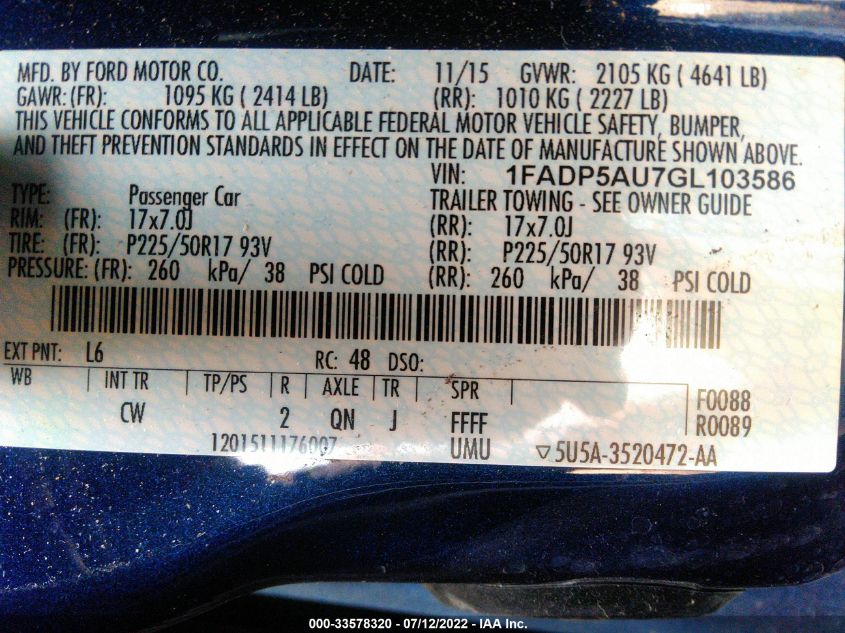 MFD. BY FORD MOTOR CO. DATE: 11/15 GVWR: 2105 KG ( 4641 LB)
GAWR: (FR): 1095 KG ( 2414 LB) (RR): 1010 KG ( 2227 LB)
THIS VEHICLE CONFORMS TO ALL APPLICABLE FEDERAL MOTOR VEHICLE SAFETY, BUMPER,
AND THEFT PREVENTION STANDARDS IN EFFECT ON THE DATE OF MANUFACTURE SHOWN ABOVE.
VIN: 1FADP5AU7GL103586
TYPE: Passenger Car TRAILER TOWING - SEE OWNER GUIDE
RIM: (FR): 17x7.0J (RR): 17x7.0J
TIRE: (FR): P225/50R17 93V (RR): P225/50R17 93V
PRESSURE: (FR): 260 kPa/ 38 PSI COLD (RR): 260 kPa/ 38 PSI COLD
EXT PNT: L6 RC: 48 DSO:
WB INT TR TP/PS R AXLE TR SPR F0088
CW 2 QN J FFFF R0089
1201511176007 UMU ▽5U5A-3520472-AA
000-33578320 - 07/12/2022 - IAA Inc.